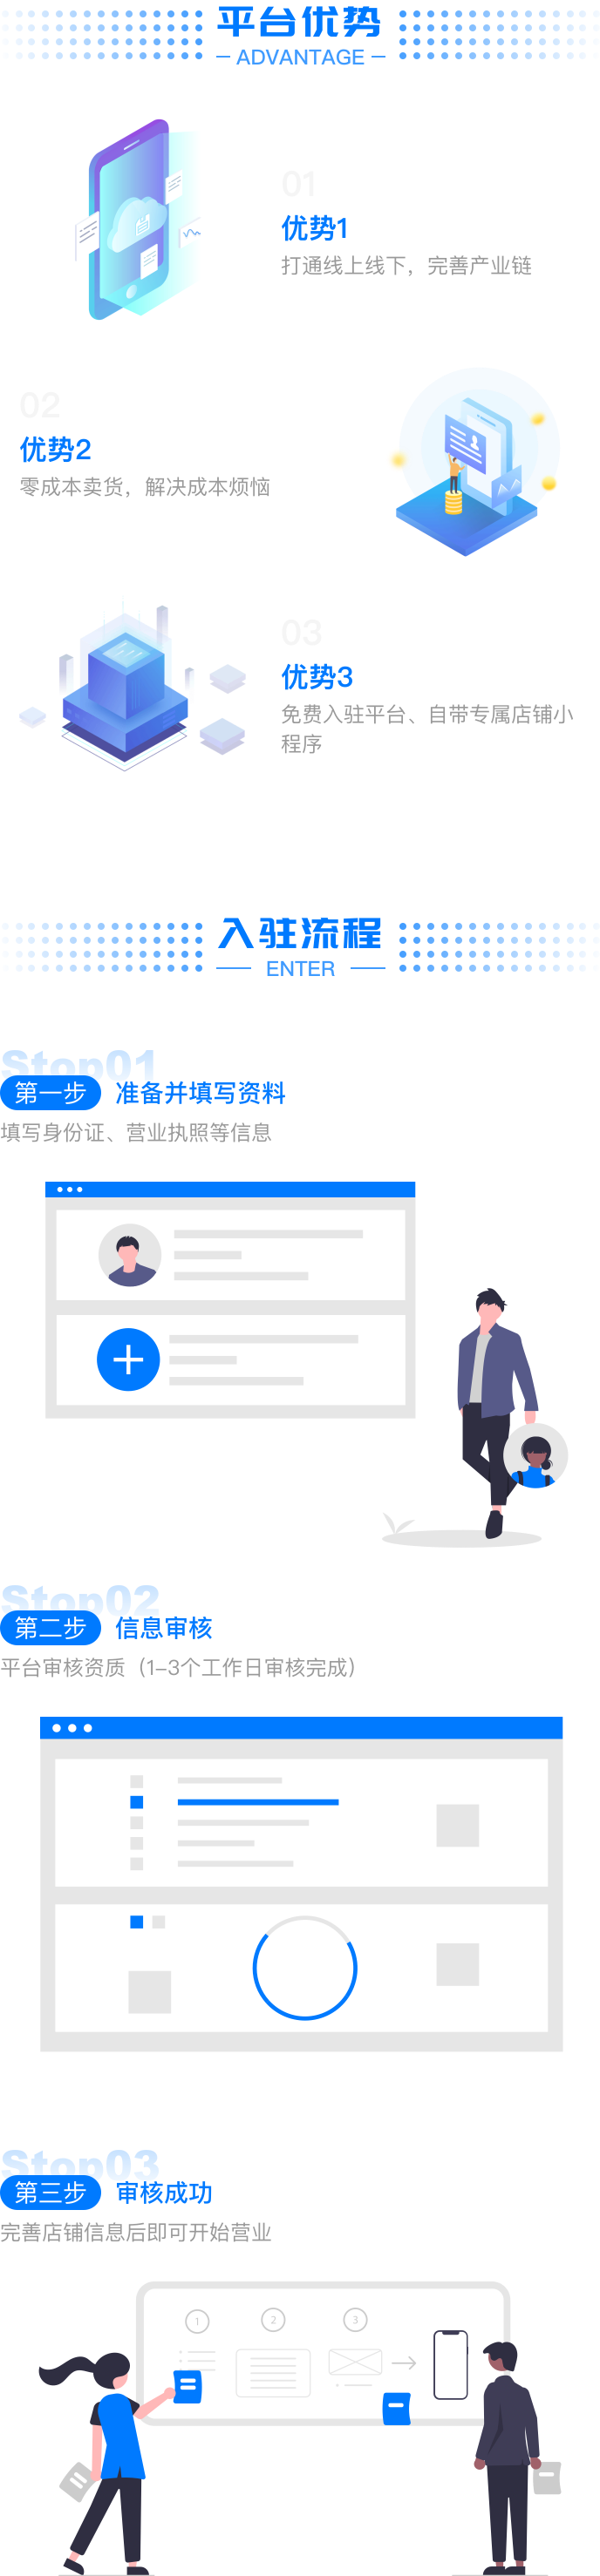 平台优势
ADVANTAGE
01
优势1
打通线上线下，完善产业链
02
优势2
零成本卖货，解决成本烦恼
03
优势3
免费入驻平台、自带专属店铺小
程序
入驻流程
ENTER
Stop01
第一步 准备并填写资料
填写身份证、营业执照等信息
Stop02
第二步 信息审核
平台审核资质（1-3个工作日审核完成）
Stop03
第三步 审核成功
完善店铺信息后即可开始营业
1 2 3